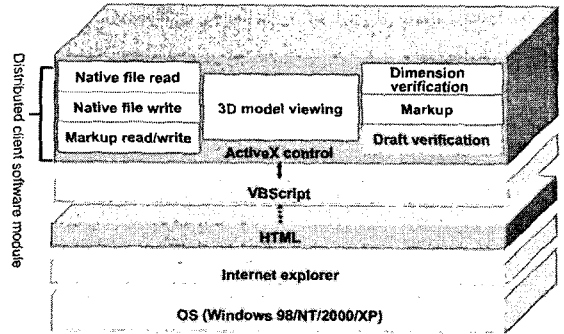 Distributed client software module
Native file read
Native file write
Markup read/write
3D model viewing
Dimension
verification
Markup
Draft verification
ActiveX control
VBScript
HTML
Internet explorer
OS (Windows 98/NT/2000/XP)